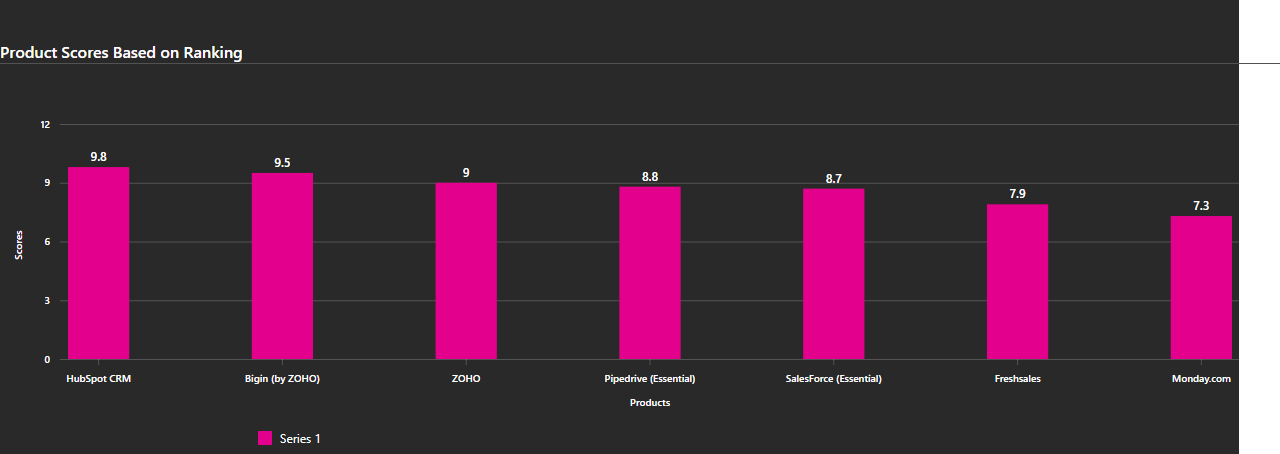 Product Scores Based on Ranking
12
9
6
3
0
Scores
9.8
9.5
9
8.8
8.7
7.9
7.3
HubSpot CRM
Bigin (by ZOHO)
ZOHO
Pipedrive (Essential)
SalesForce (Essential)
Freshsales
Monday.com
Products
Series 1